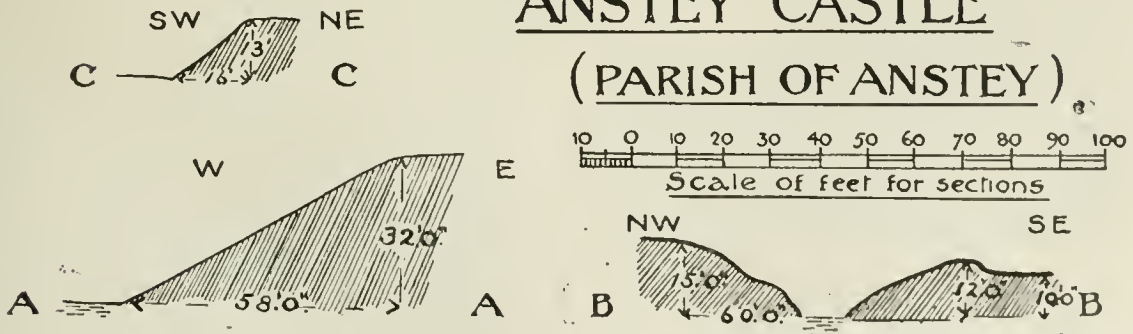 ANSTEY CASTLE
(PARISH OF ANSTEY)
SW NE
13'
C 16' C
10 0 10 20 30 40 50 60 70 80 90 100
Scale of feet for sections
W E
32'.0".
A 58'.0". A
NW SE
15'.0".
12'.0"
10'.0"
B 60'.0". B